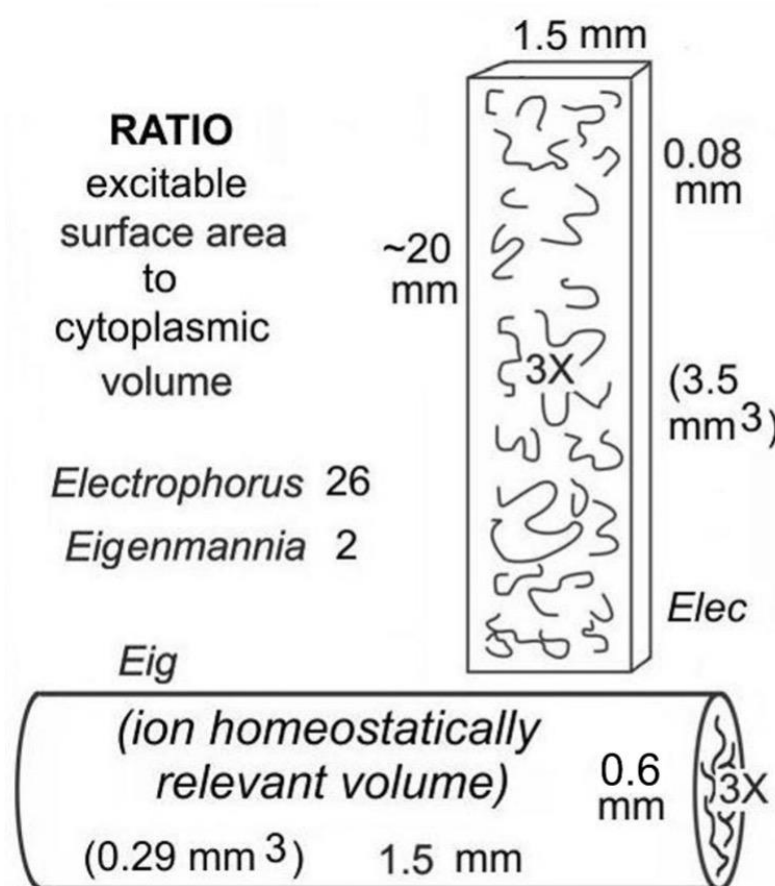 1.5 mm
RATIO
excitable
surface area
to
cytoplasmic
volume
0.08
mm
~20
mm
3X
(3.5
mm3)
Electrophorus 26
Eigenmannia 2
Elec
Eig
(ion homeostatically
relevant volume)
0.6
mm
3X
(0.29 mm 3)
1.5 mm